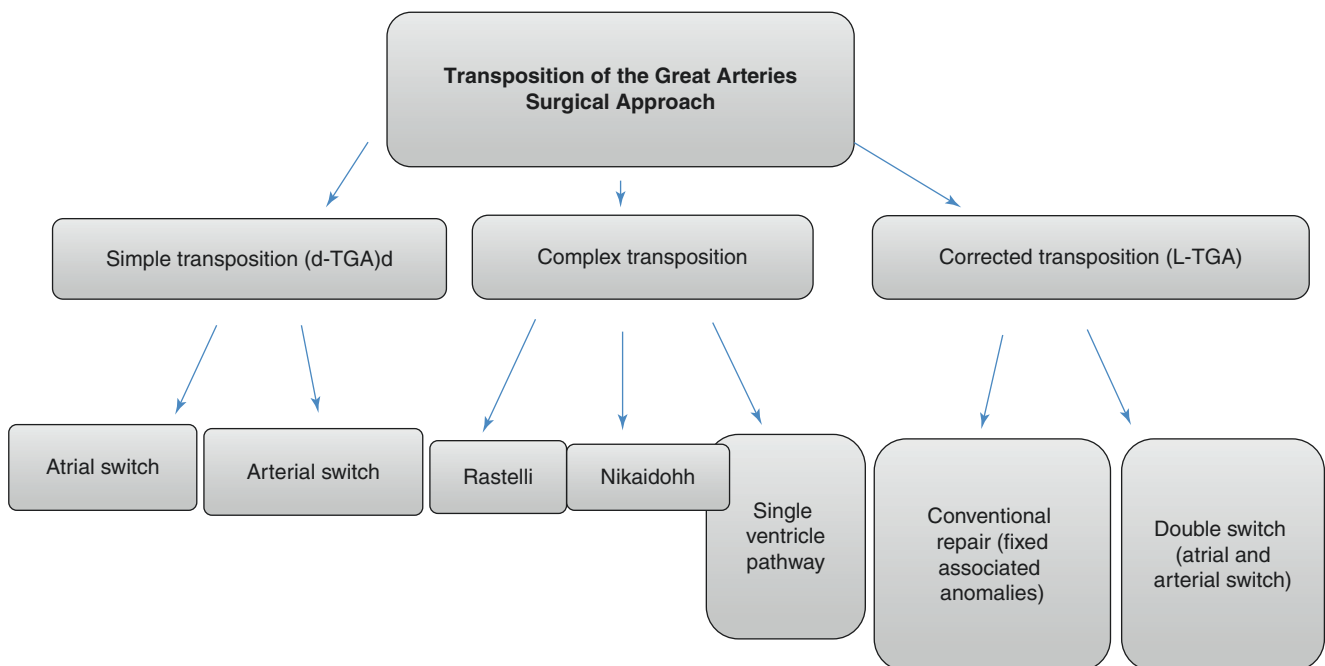 Transposition of the Great Arteries
Surgical Approach
Simple transposition (d-TGA)d
Complex transposition
Corrected transposition (L-TGA)
Atrial switch
Arterial switch
Rastelli
Nikaidohh
Single
ventricle
pathway
Conventional
repair (fixed
associated
anomalies)
Double switch
(atrial and
arterial switch)